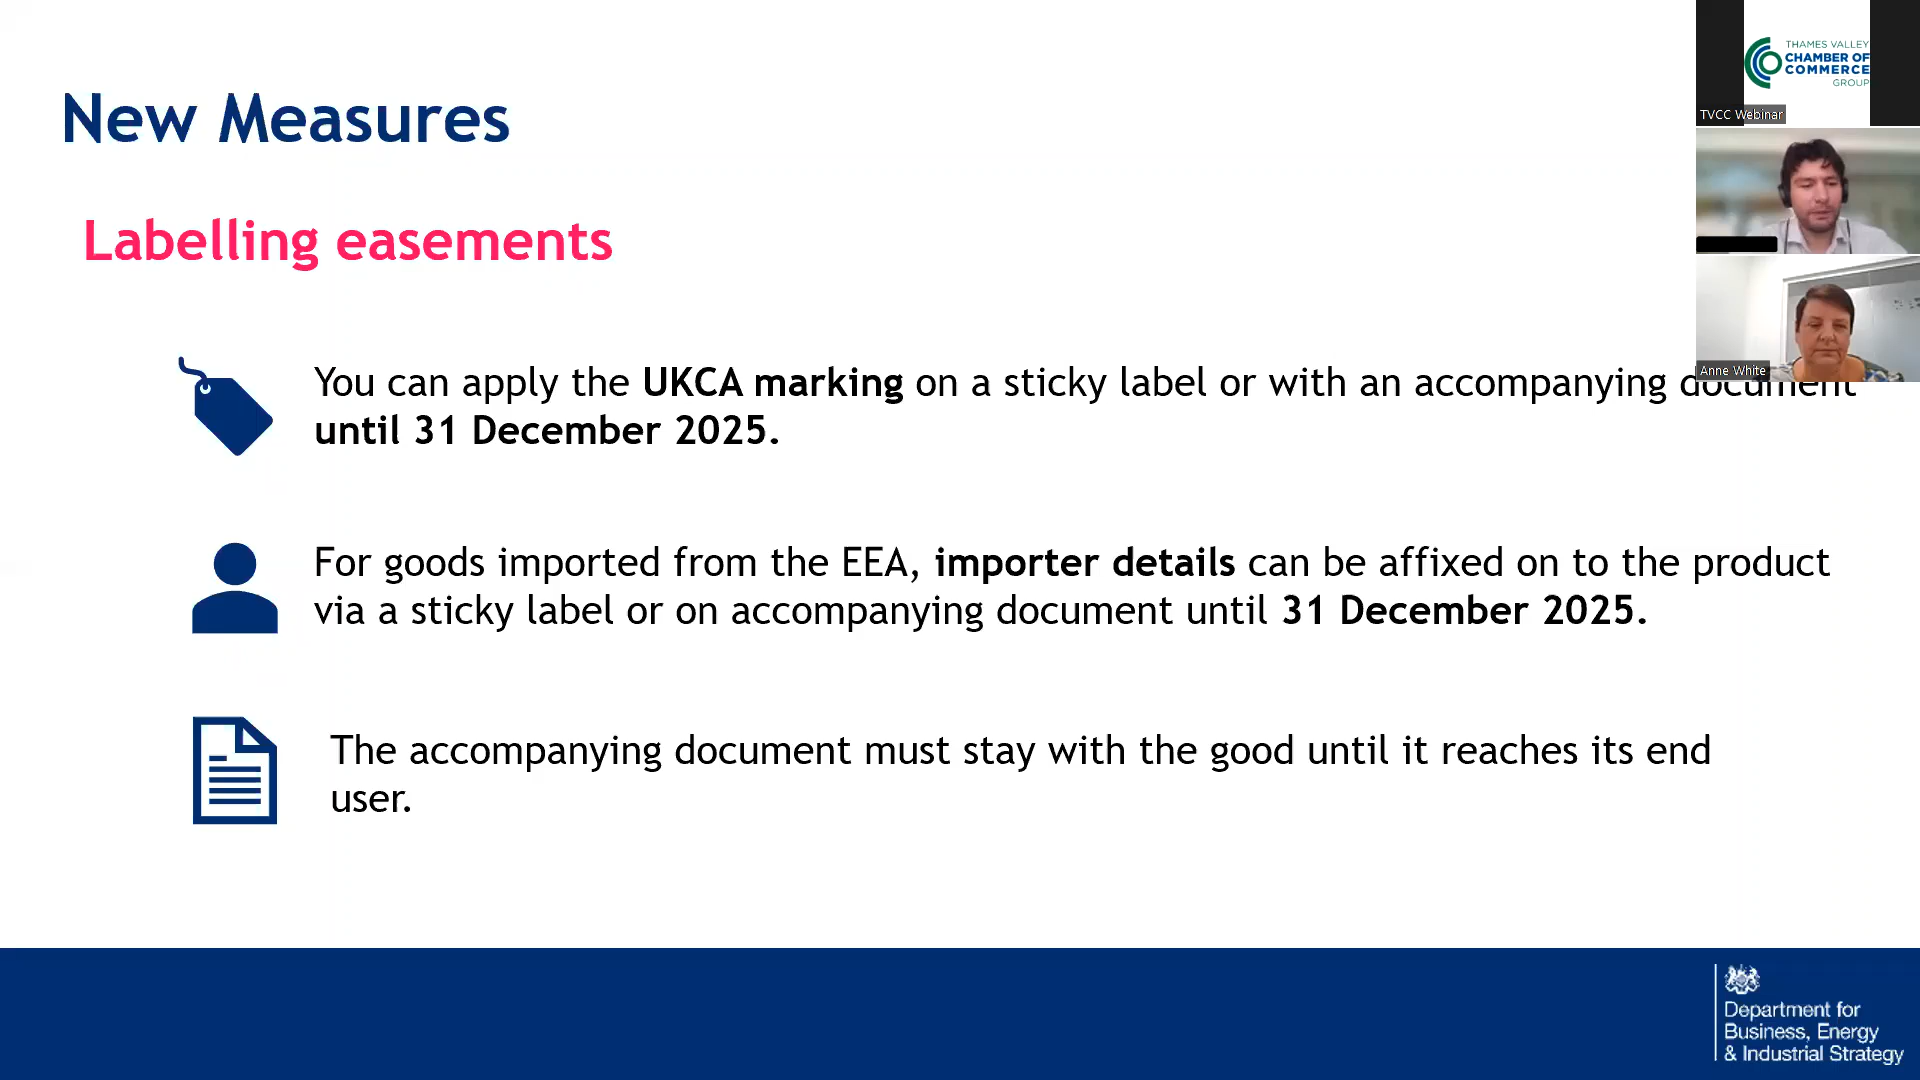 New Measures
Labelling easements
You can apply the UKCA marking on a sticky label or with an accompanying document
until 31 December 2025.
For goods imported from the EEA, importer details can be affixed on to the product
via a sticky label or on accompanying document until 31 December 2025.
The accompanying document must stay with the good until it reaches its end
user.
THAMES VALLEY
CHAMBER OF
COMMERCE
GROUP
TVCC Webinar
Anne White
Department for
Business, Energy
& Industrial Strategy